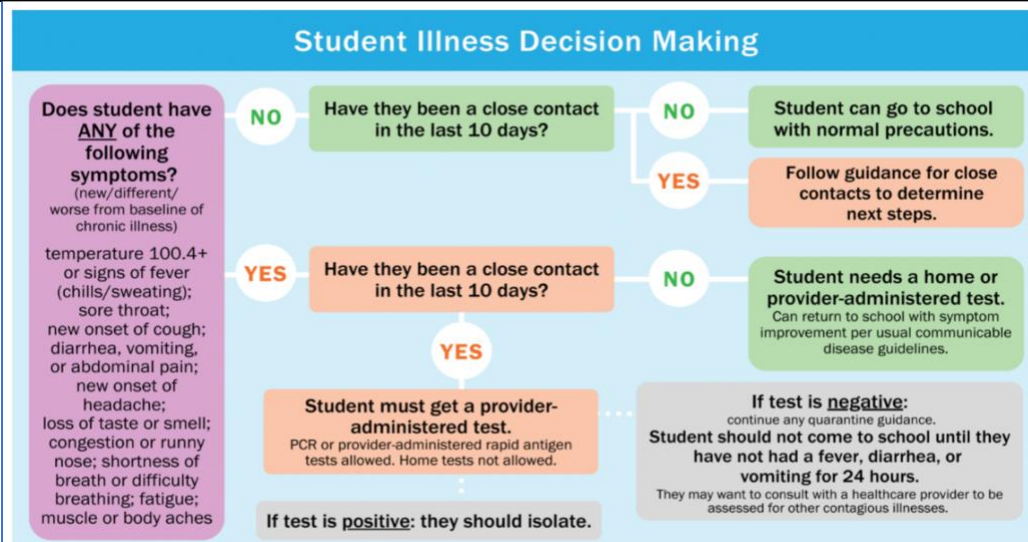 Student Illness Decision Making
Does student have
ANY of the
following
symptoms?
(new/different/
worse from baseline of
chronic illness)
temperature 100.4+
or signs of fever
(chills/sweating);
sore throat;
new onset of cough;
diarrhea, vomiting,
or abdominal pain;
new onset of
headache;
loss of taste or smell;
congestion or runny
nose; shortness of
breath or difficulty
breathing; fatigue;
muscle or body aches
NO
Have they been a close contact
in the last 10 days?
NO
Student can go to school
with normal precautions.
YES
Follow guidance for close
contacts to determine
next steps.
YES
Have they been a close contact
in the last 10 days?
NO
Student needs a home or
provider-administered test.
Can return to school with symptom
improvement per usual communicable
disease guidelines.
YES
Student must get a provider-
administered test.
PCR or provider-administered rapid antigen
tests allowed. Home tests not allowed.
If test is negative:
continue any quarantine guidance.
Student should not come to school until they
have not had a fever, diarrhea, or
vomiting for 24 hours.
They may want to consult with a healthcare provider to be
assessed for other contagious illnesses.
If test is positive: they should isolate.